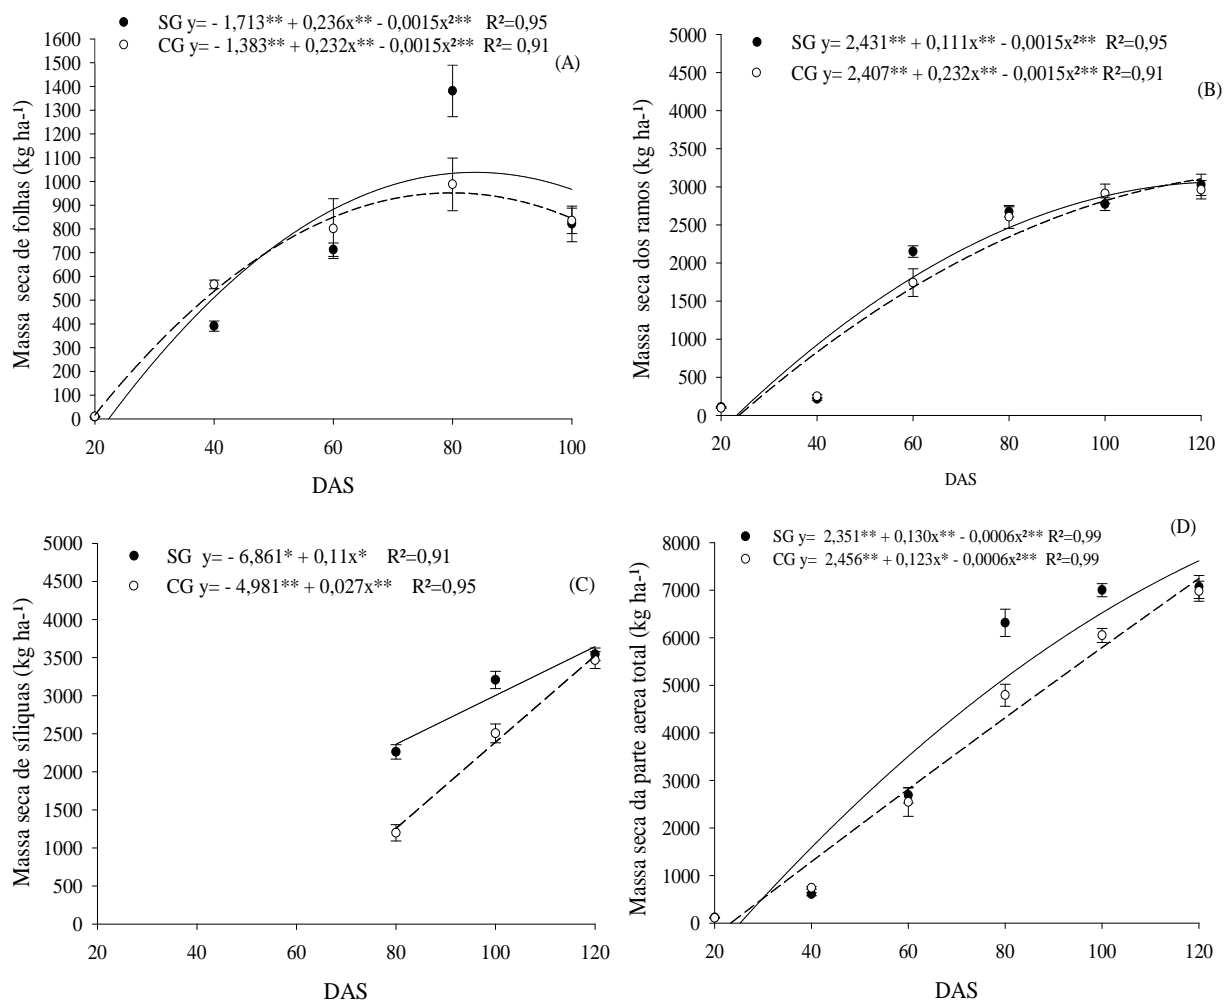 SG y= - 1,713** + 0,236x** - 0,0015x²** R²=0,95
CG y= - 1,383** + 0,232x** - 0,0015x²** R²= 0,91
(A)
1600
1500
1400
1300
1200
1100
1000
900
800
700
600
500
400
300
200
100
0
Massa seca de folhas (kg ha-¹)
20 40 60 80 100
DAS
SG y= 2,431** + 0,111x** - 0,0015x²** R²=0,95
CG y= 2,407** + 0,232x** - 0,0015x²** R²=0,91
(B)
5000
4500
4000
3500
3000
2500
2000
1500
1000
500
0
Massa seca dos ramos (kg ha-¹)
20 40 60 80 100 120
DAS
SG y= - 6,861* + 0,11x* R²=0,91
CG y= - 4,981** + 0,027x** R²=0,95
(C)
5000
4500
4000
3500
3000
2500
2000
1500
1000
500
0
Massa seca de síliquas (kg ha-¹)
20 40 60 80 100 120
DAS
SG y= 2,351** + 0,130x** - 0,0006x²** R²=0,99
CG y= 2,456** + 0,123x* - 0,0006x²** R²=0,99
(D)
8000
7000
6000
5000
4000
3000
2000
1000
0
Massa seca da parte aerea total (kg ha-¹)
20 40 60 80 100 120
DAS